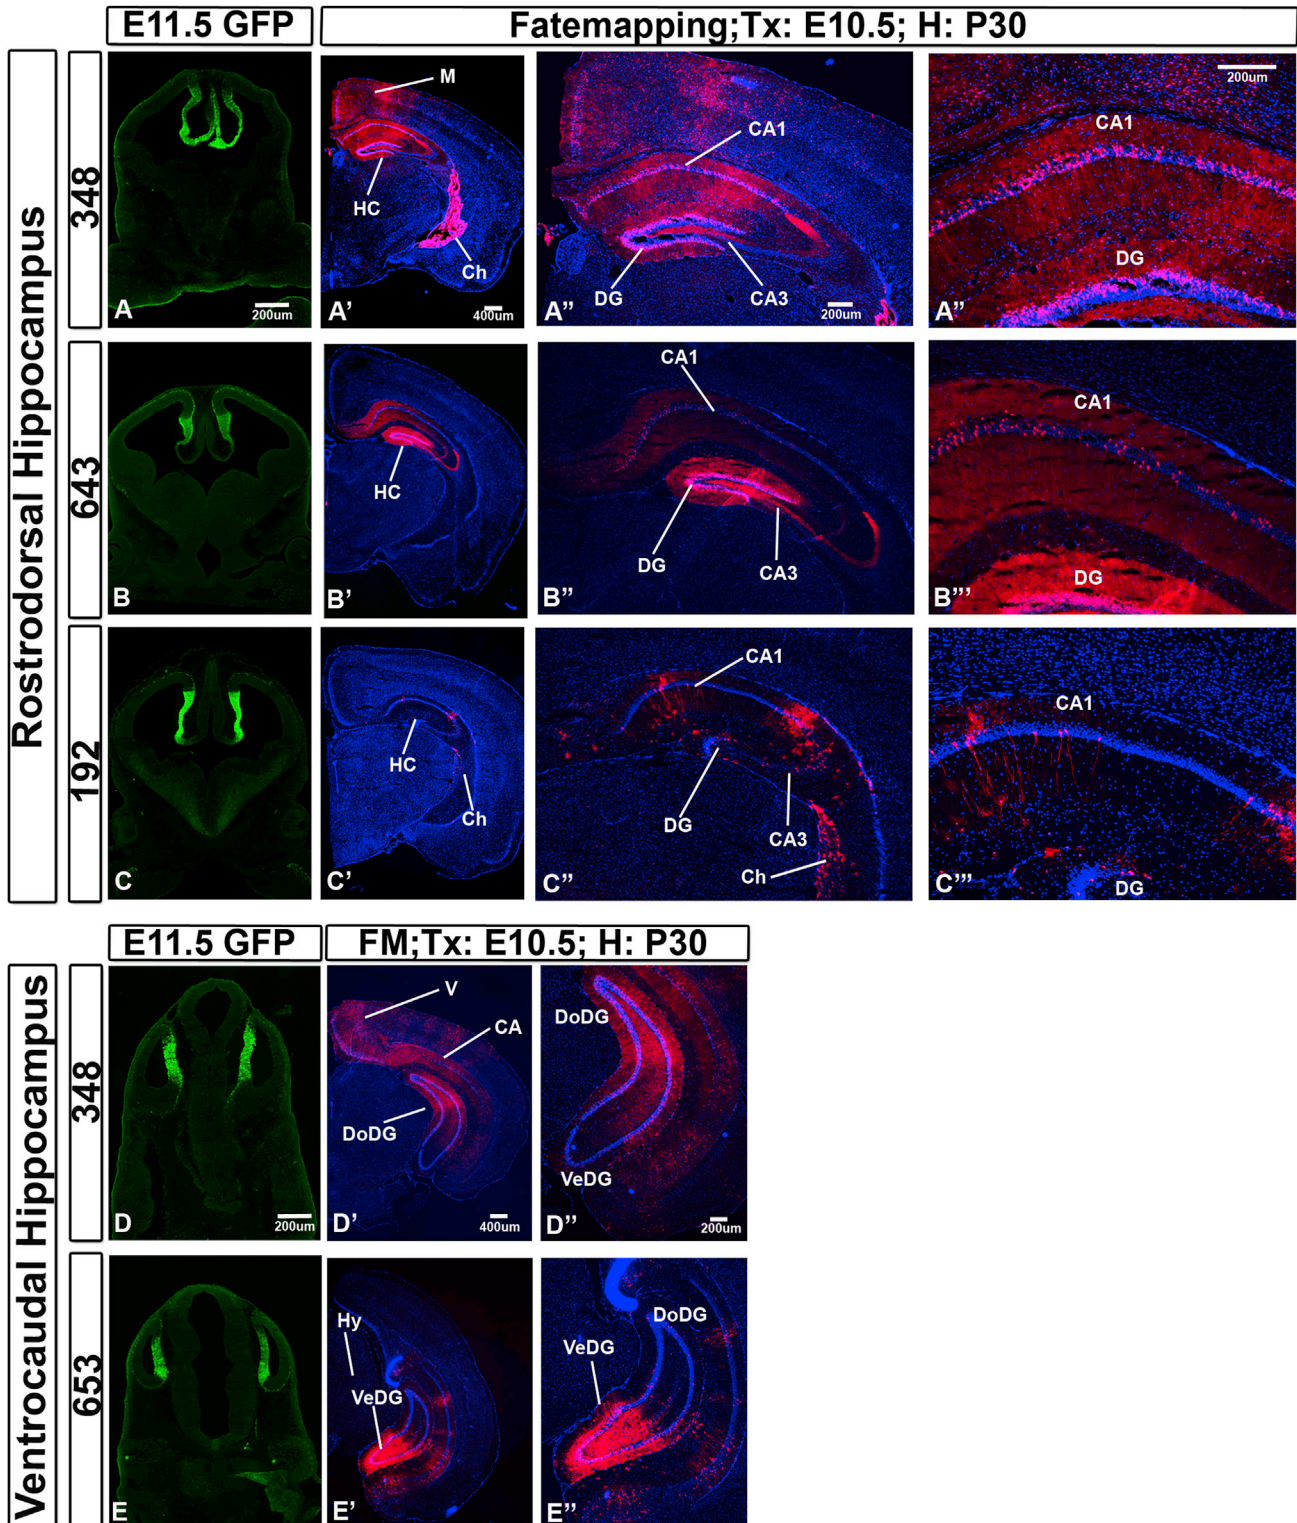 E11.5 GFP
Fatemapping;Tx: E10.5; H: P30
Rostrodorsal Hippocampus
348
A
200um
M
HC
Ch
A'
400um
CA1
DG
CA3
A"
200um
200um
CA1
DG
A"
643
B
HC
B'
CA1
DG
CA3
B"
CA1
DG
B"'
192
C
HC
Ch
C'
CA1
DG
CA3
Ch
C"
CA1
DG
C"'
E11.5 GFP
FM;Tx: E10.5; H: P30
Ventrocaudal Hippocampus
348
D
200um
V
CA
DoDG
D'
400um
DoDG
VeDG
D"
200um
653
E
Hy
VeDG
E'
DoDG
VeDG
E"